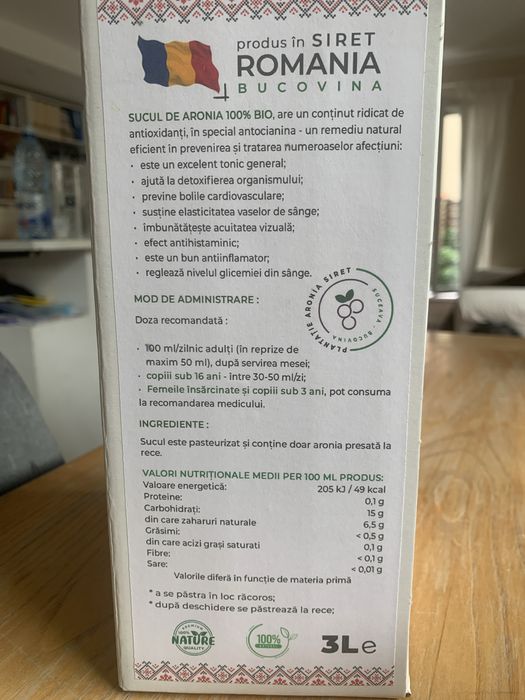 produs în SIRET
ROMANIA
BUCOVINA
SUCUL DE ARONIA 100% BIO, are un conținut ridicat de
antioxidanți, în special antocianina - un remediu natural
eficient în prevenirea și tratarea numeroaselor afecțiuni:
· este un excelent tonic general;
· ajută la detoxifierea organismului;
· previne bolile cardiovasculare;
· susține elasticitatea vaselor de sânge;
· îmbunătățește acuitatea vizuală;
· efect antihistaminic;
· este un bun antiinflamator;
· reglează nivelul glicemiei din sânge.
PLANTAȚIE ARONIA SIRET
SUCEAVA - BUCOVINA
ROMANIA
MOD DE ADMINISTRARE :
Doza recomandată :
· 100 ml/zilnic adulți (în reprize de
maxim 50 ml), după servirea mesei;
· copiii sub 16 ani - între 30-50 ml/zi;
· Femeile însărcinate și copiii sub 3 ani, pot consuma
la recomandarea medicului.
INGREDIENTE :
Sucul este pasteurizat și conține doar aronia presată la
rece.
VALORI NUTRIȚIONALE MEDII PER 100 ML PRODUS:
Valoare energetică: 205 kJ / 49 kcal
Proteine: 0,1 g
Carbohidrați: 15 g
din care zaharuri naturale 6,5 g
Grăsimi: < 0,5 g
din care acizi grași saturati 0,1 g
Fibre: < 0,1 g
Sare: < 0,01 g
Valorile diferă în funcție de materia primă
* a se păstra în loc răcoros;
* după deschidere se păstrează la rece;
PREMIUM
100%
NATURE
QUALITY
100%
NATURAL
3L e